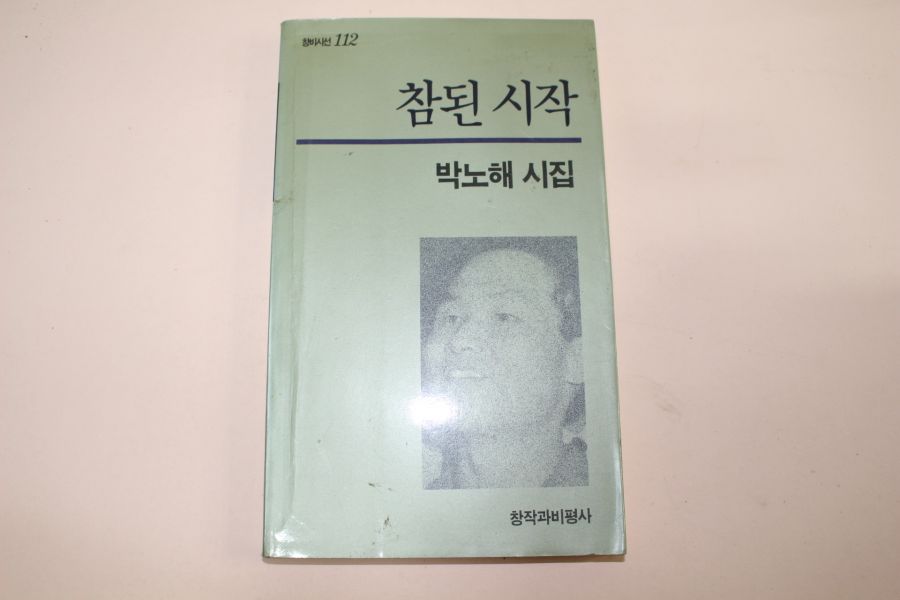 창비시선 112
참된 시작
박노해 시집
창작과비평사